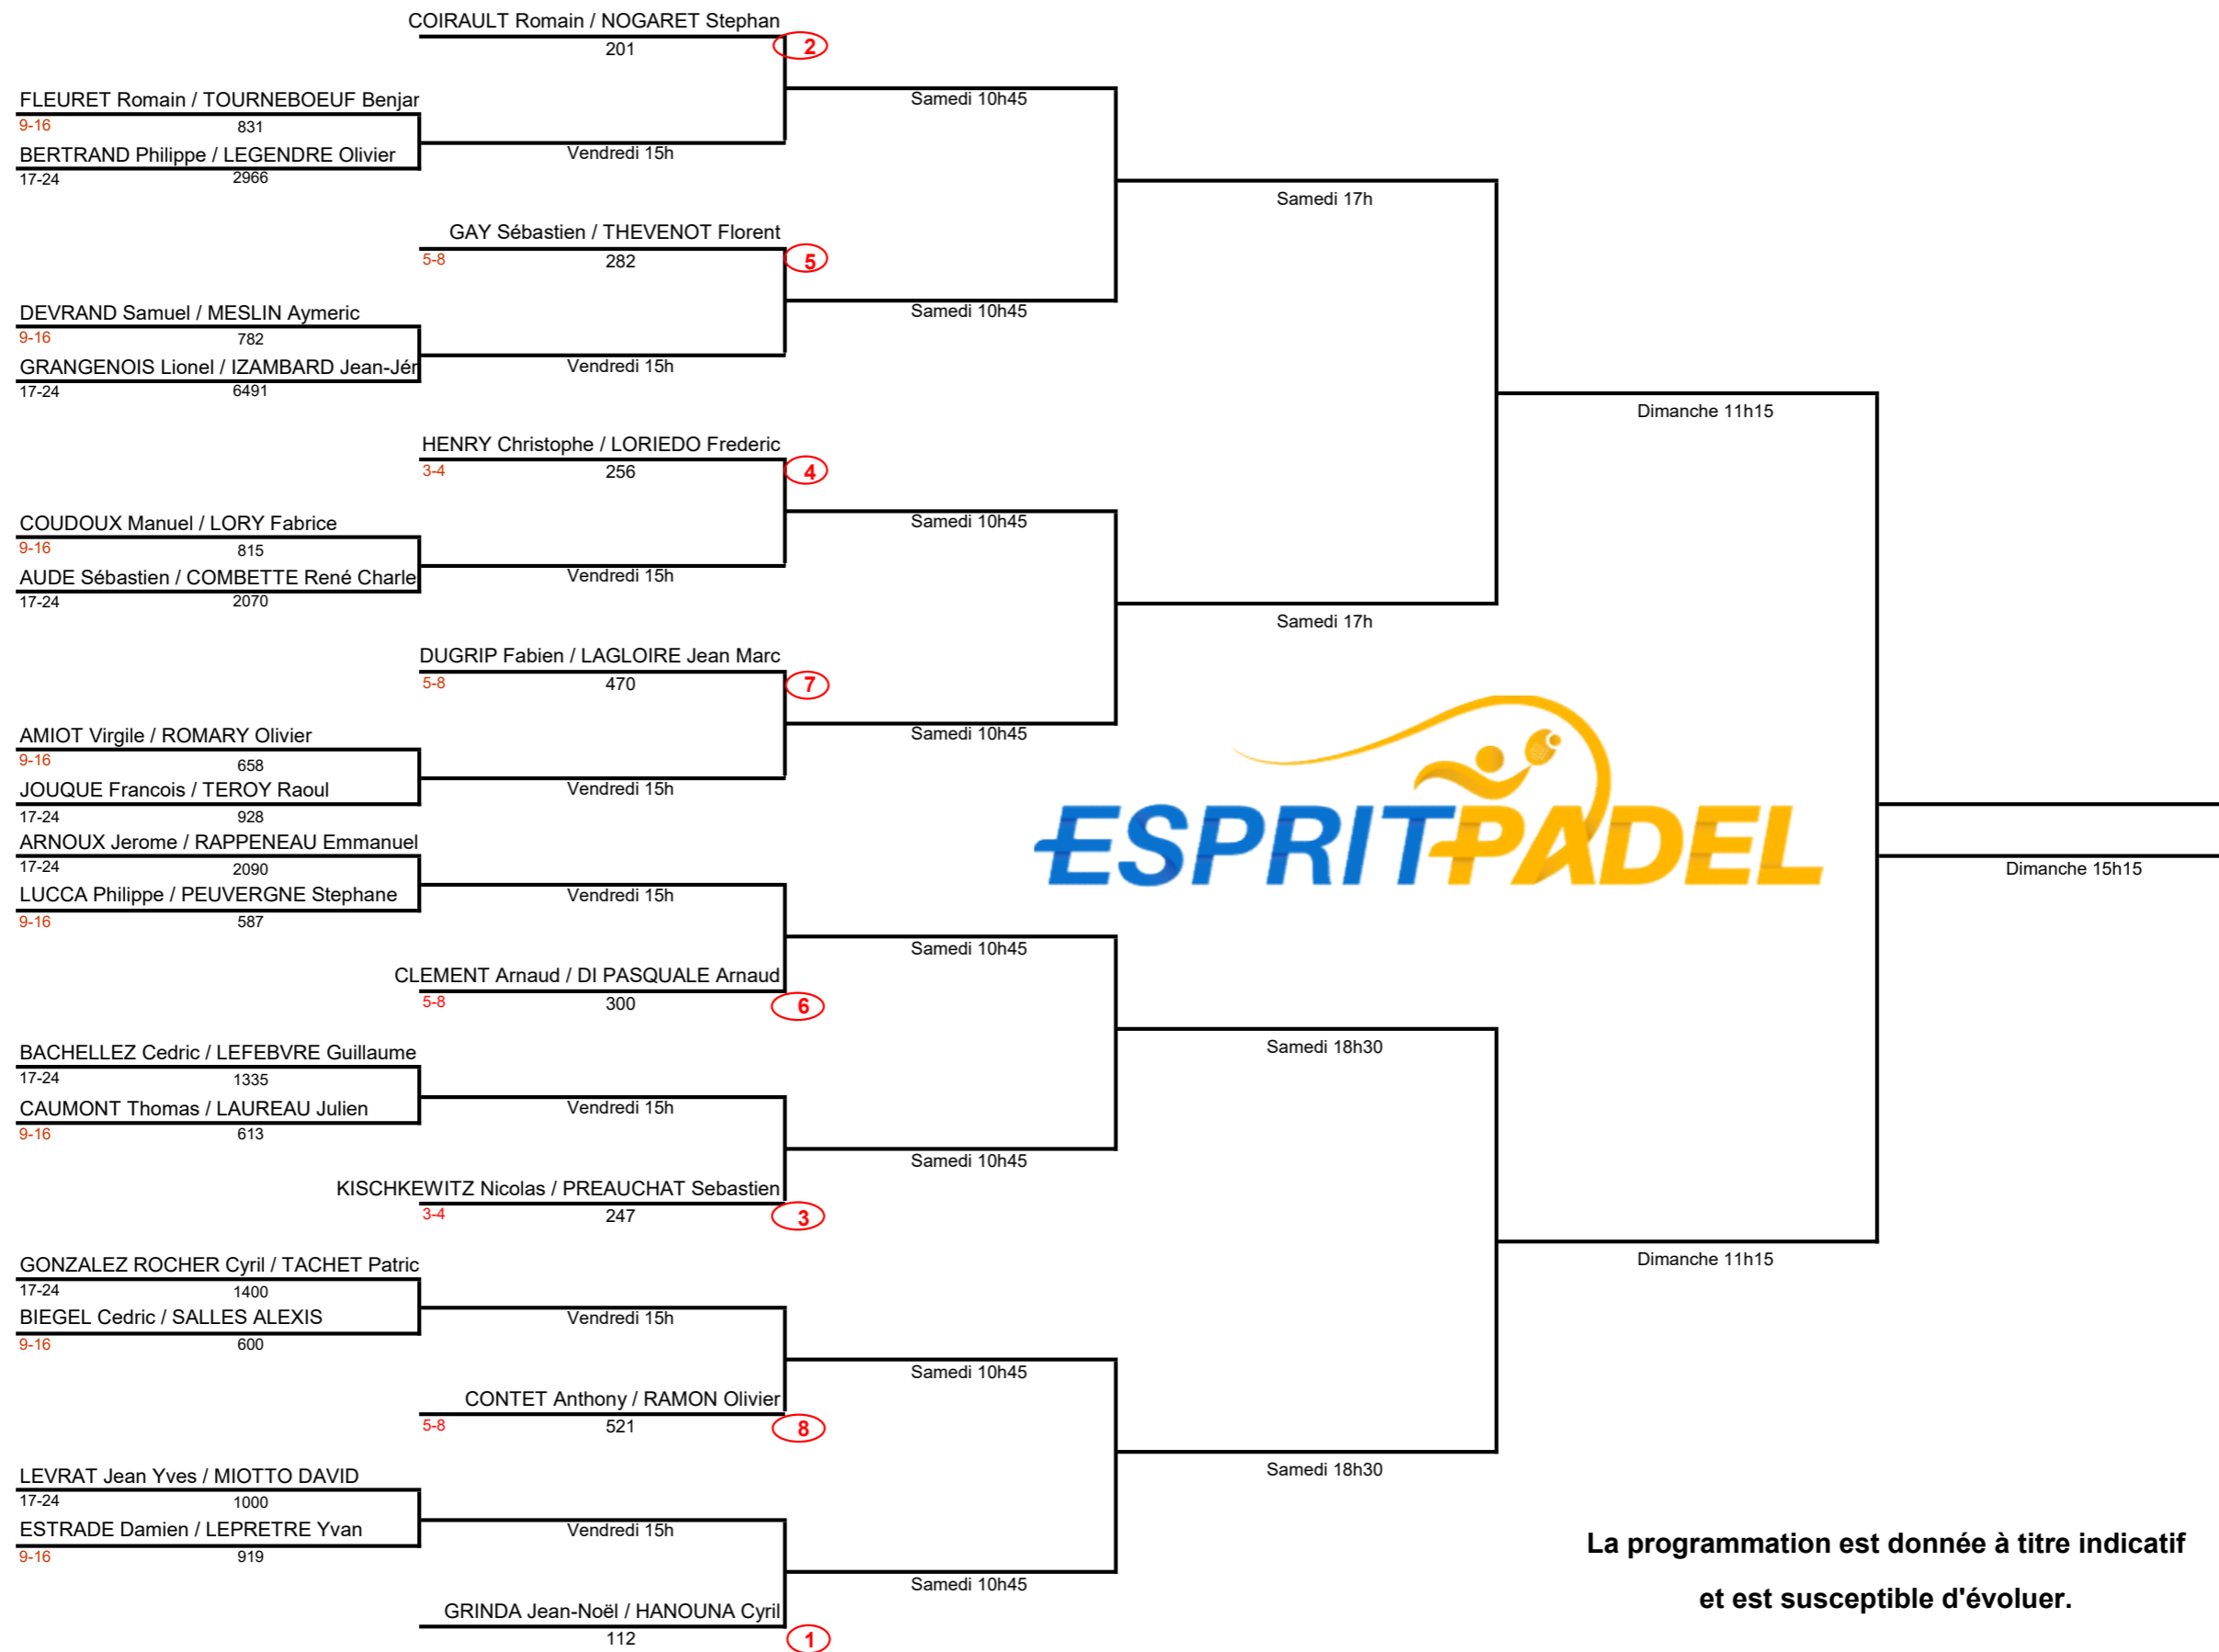 COIRAULT Romain / NOGARET Stephan
201
2
FLEURET Romain / TOURNEBOEUF Benjar
9-16 831
Samedi 10h45
BERTRAND Philippe / LEGENDRE Olivier
17-24 2966
Vendredi 15h
Samedi 17h
GAY Sébastien / THEVENOT Florent
5-8 282
5
DEVRAND Samuel / MESLIN Aymeric
9-16 782
Samedi 10h45
GRANGENOIS Lionel / IZAMBARD Jean-Jér
17-24 6491
Vendredi 15h
Dimanche 11h15
HENRY Christophe / LORIEDO Frederic
3-4 256
4
COUDOUX Manuel / LORY Fabrice
9-16 815
Samedi 10h45
AUDE Sébastien / COMBETTE René Charle
17-24 2070
Vendredi 15h
Samedi 17h
DUGRIP Fabien / LAGLOIRE Jean Marc
5-8 470
7
AMIOT Virgile / ROMARY Olivier
9-16 658
Samedi 10h45
JOUQUE Francois / TEROY Raoul
17-24 928
Vendredi 15h
ESPRITPADEL
ARNOUX Jerome / RAPPENEAU Emmanuel
17-24 2090
Dimanche 15h15
LUCCA Philippe / PEUVERGNE Stephane
9-16 587
Vendredi 15h
Samedi 10h45
CLEMENT Arnaud / DI PASQUALE Arnaud
5-8 300
6
BACHELLEZ Cedric / LEFEBVRE Guillaume
17-24 1335
Samedi 18h30
CAUMONT Thomas / LAUREAU Julien
9-16 613
Vendredi 15h
Samedi 10h45
KISCHKEWITZ Nicolas / PREAUCHAT Sebastien
3-4 247
3
GONZALEZ ROCHER Cyril / TACHET Patric
17-24 1400
Dimanche 11h15
BIEGEL Cedric / SALLES ALEXIS
9-16 600
Vendredi 15h
Samedi 10h45
CONTET Anthony / RAMON Olivier
5-8 521
8
LEVRAT Jean Yves / MIOTTO DAVID
17-24 1000
Samedi 18h30
ESTRADE Damien / LEPRETRE Yvan
9-16 919
Vendredi 15h
Samedi 10h45
GRINDA Jean-Noël / HANOUNA Cyril
112
1
La programmation est donnée à titre indicatif
et est susceptible d'évoluer.